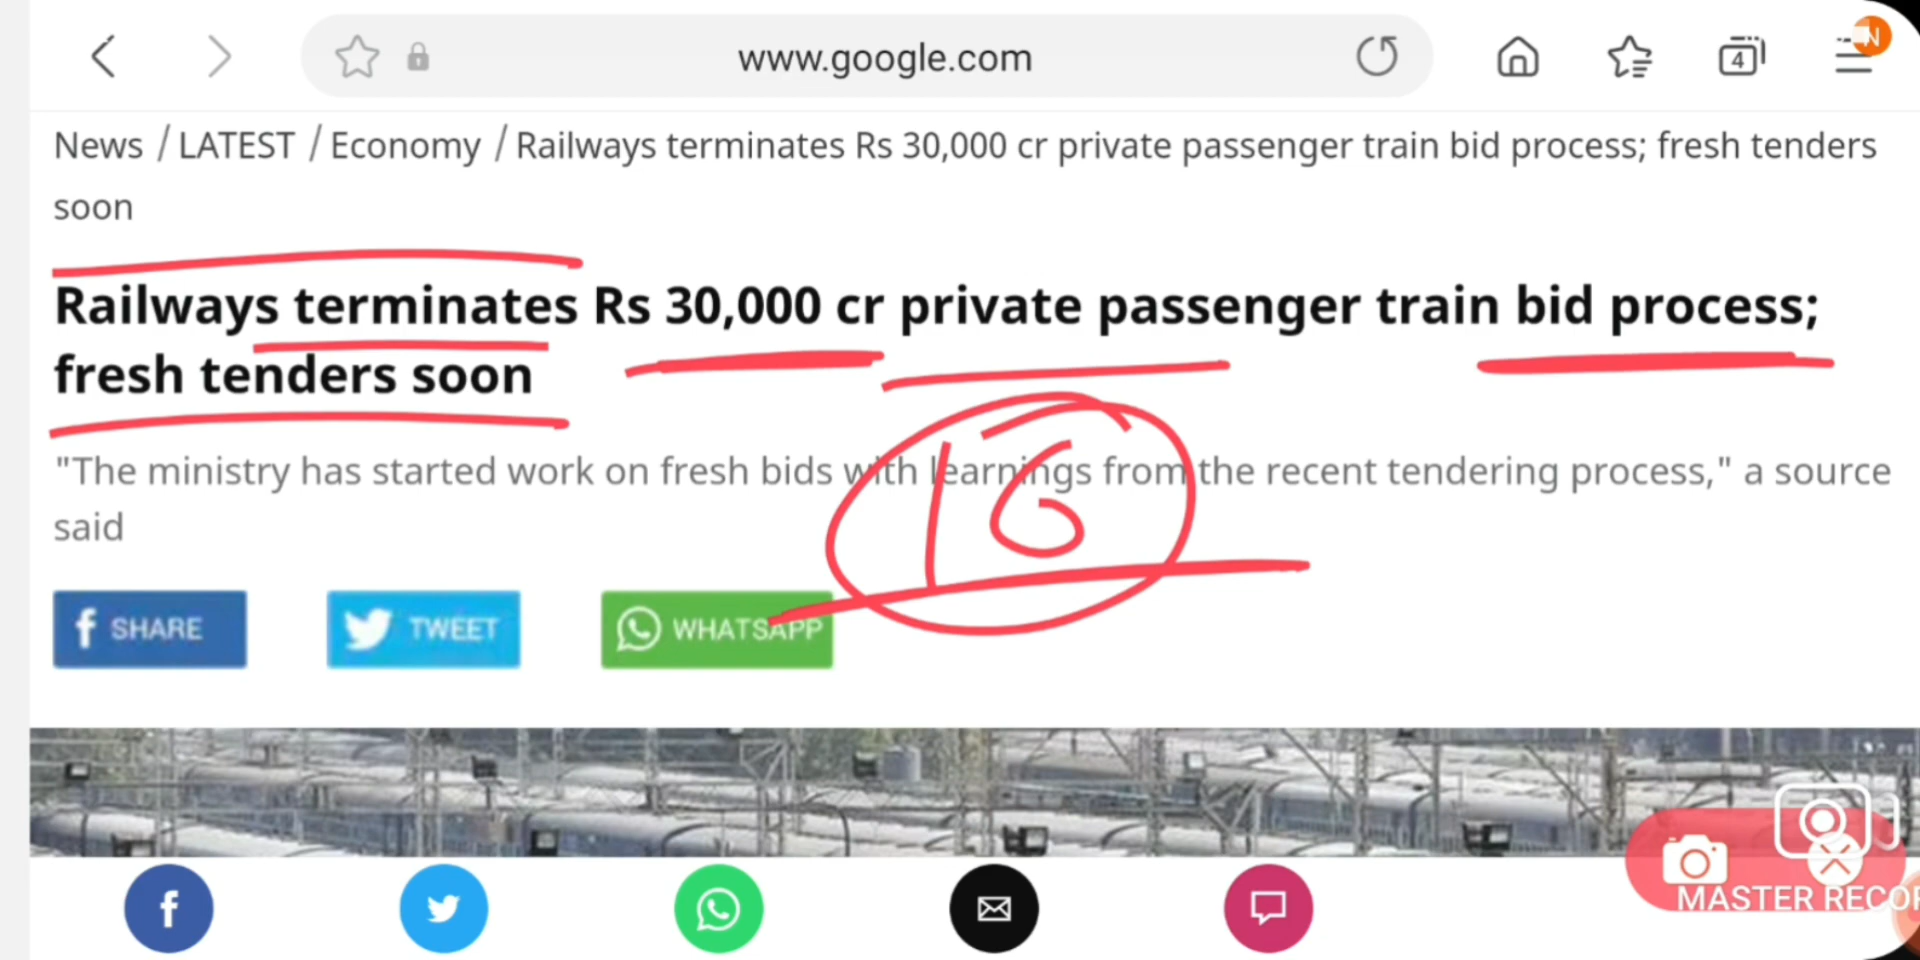 www.google.com
4
N
News / LATEST / Economy / Railways terminates Rs 30,000 cr private passenger train bid process; fresh tenders
soon
Railways terminates Rs 30,000 cr private passenger train bid process;
fresh tenders soon
16
"The ministry has started work on fresh bids with learnings from the recent tendering process," a source
said
f SHARE
TWEET
WHATSAPP
f
MASTER RECOR